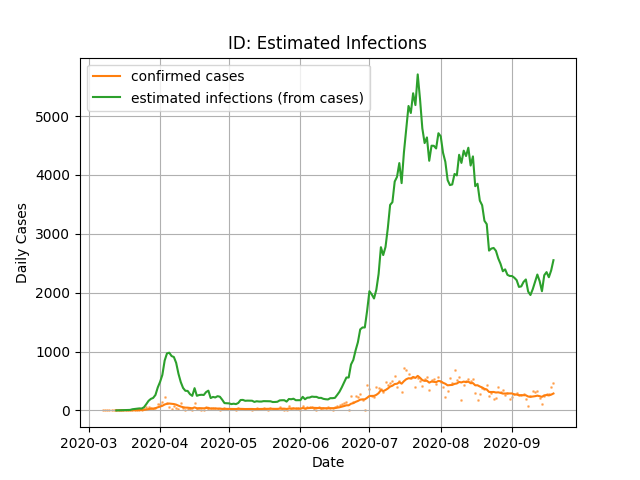 ID: Estimated Infections
confirmed cases
estimated infections (from cases)
Daily Cases
5000
4000
3000
2000
1000
0
2020-03 2020-04 2020-05 2020-06 2020-07 2020-08 2020-09
Date